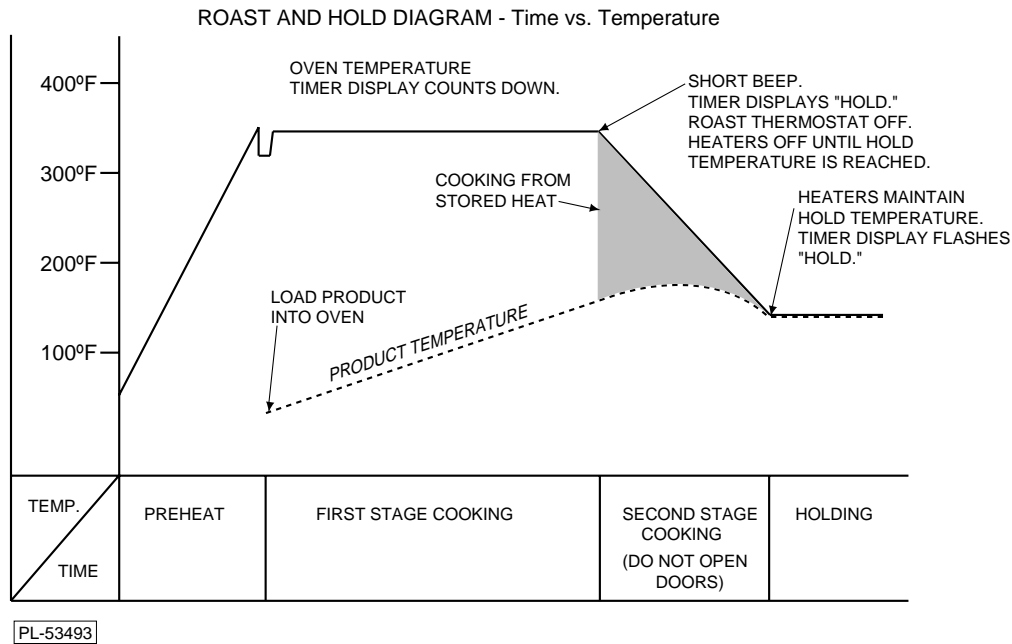 ROAST AND HOLD DIAGRAM - Time vs. Temperature
400ºF
300ºF
200ºF
100ºF
OVEN TEMPERATURE
TIMER DISPLAY COUNTS DOWN.
SHORT BEEP.
TIMER DISPLAYS "HOLD."
ROAST THERMOSTAT OFF.
HEATERS OFF UNTIL HOLD
TEMPERATURE IS REACHED.
COOKING FROM
STORED HEAT
HEATERS MAINTAIN
HOLD TEMPERATURE.
TIMER DISPLAY FLASHES
"HOLD."
LOAD PRODUCT
INTO OVEN
PRODUCT TEMPERATURE
TEMP.
TIME
PREHEAT
FIRST STAGE COOKING
SECOND STAGE
COOKING
(DO NOT OPEN
DOORS)
HOLDING
PL-53493